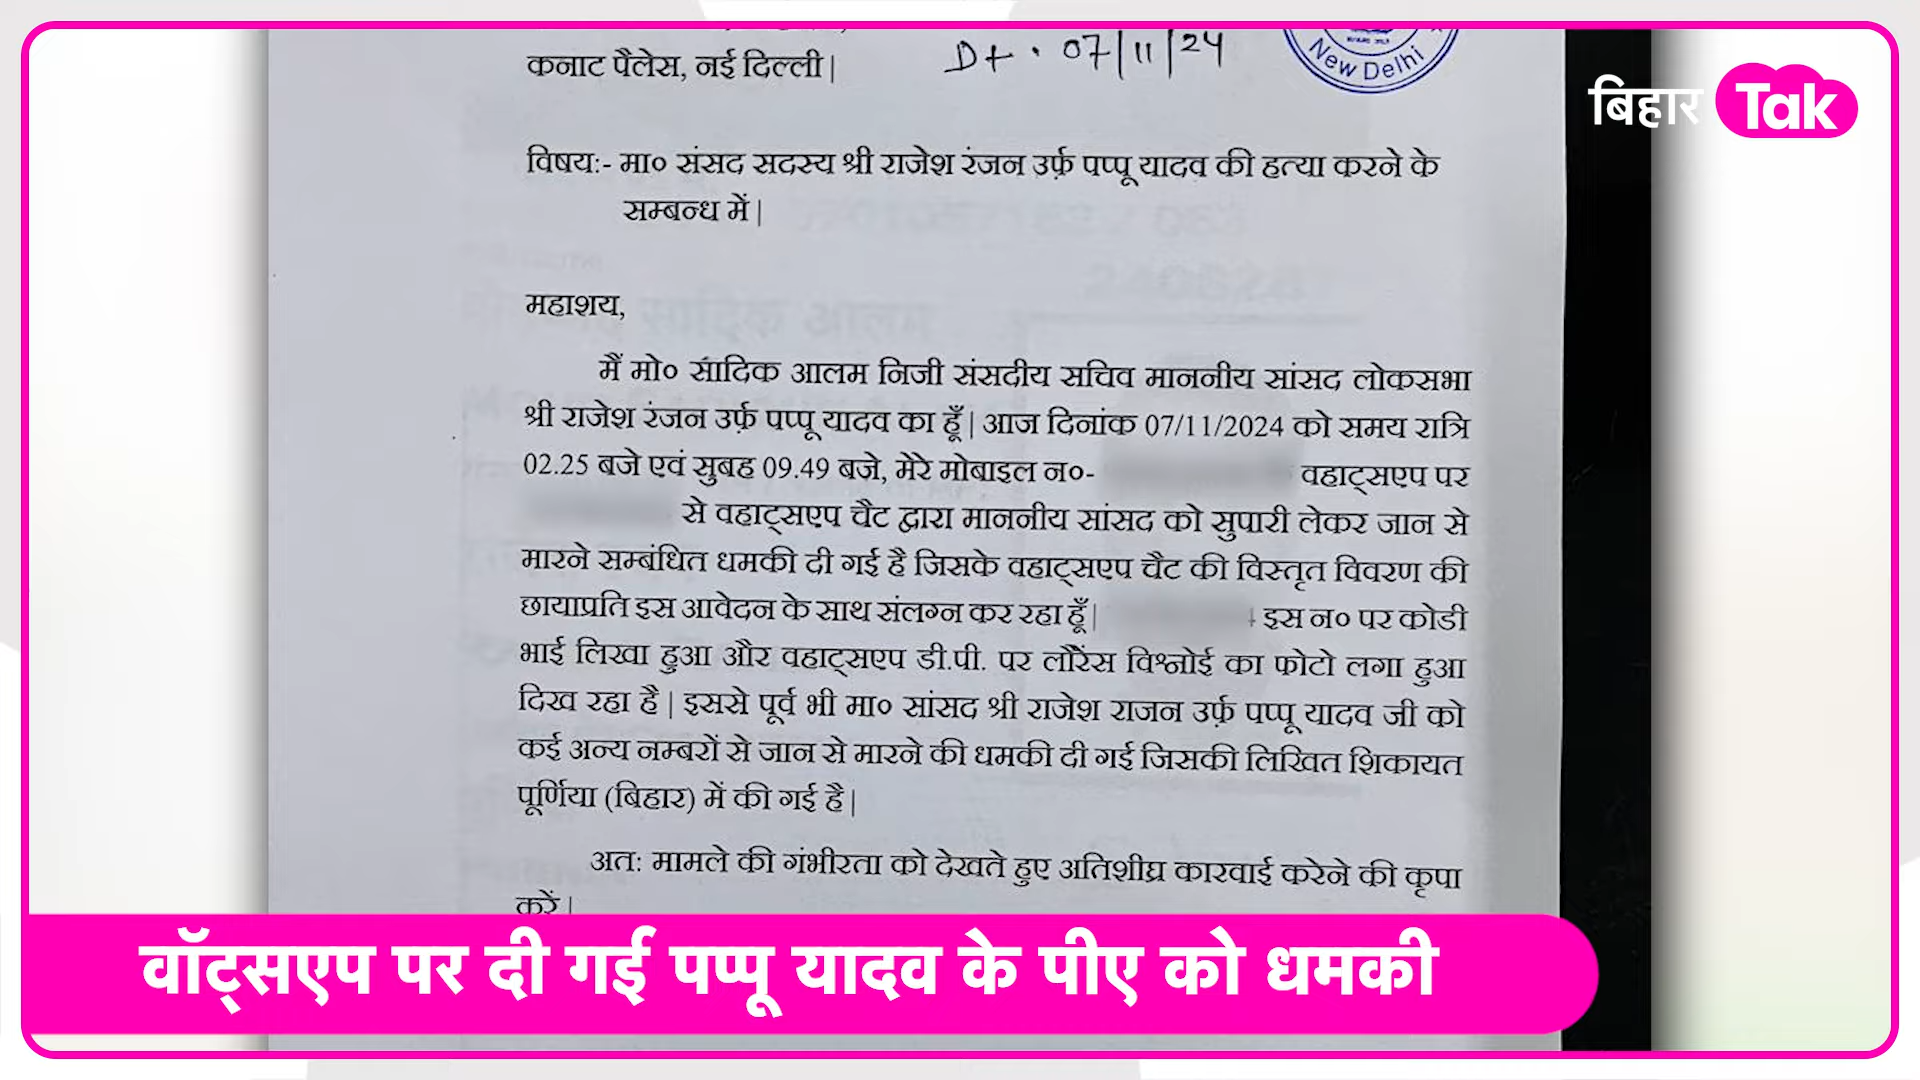 कनाट पैलेस, नई दिल्ली|
Dt. 07/11/24
New Delhi
बिहार Tak
विषय:- मा० संसद सदस्य श्री राजेश रंजन उर्फ़ पप्पू यादव की हत्या करने के
सम्बन्ध में|
महाशय,
मैं मो० सादिक आलम निजी संसदीय सचिव माननीय सांसद लोकसभा
श्री राजेश रंजन उर्फ़ पप्पू यादव का हूँ| आज दिनांक 07/11/2024 को समय रात्रि
02.25 बजे एवं सुबह 09.49 बजे, मेरे मोबाइल न०- वहाट्सएप पर
से वहाट्सएप चैट द्वारा माननीय सांसद को सुपारी लेकर जान से
मारने सम्बंधित धमकी दी गई है जिसके वहाट्सएप चैट की विस्तृत विवरण की
छायाप्रति इस आवेदन के साथ संलग्न कर रहा हूँ| इस न० पर कोडी
भाई लिखा हुआ और वहाट्सएप डी.पी. पर लौरेंस विश्नोई का फोटो लगा हुआ
दिख रहा है| इससे पूर्व भी मा० सांसद श्री राजेश राजन उर्फ़ पप्पू यादव जी को
कई अन्य नम्बरों से जान से मारने की धमकी दी गई जिसकी लिखित शिकायत
पूर्णिया (बिहार) में की गई है|
अत: मामले की गंभीरता को देखते हुए अतिशीघ्र कारवाई करेने की कृपा
करें|
वॉट्सएप पर दी गई पप्पू यादव के पीए को धमकी